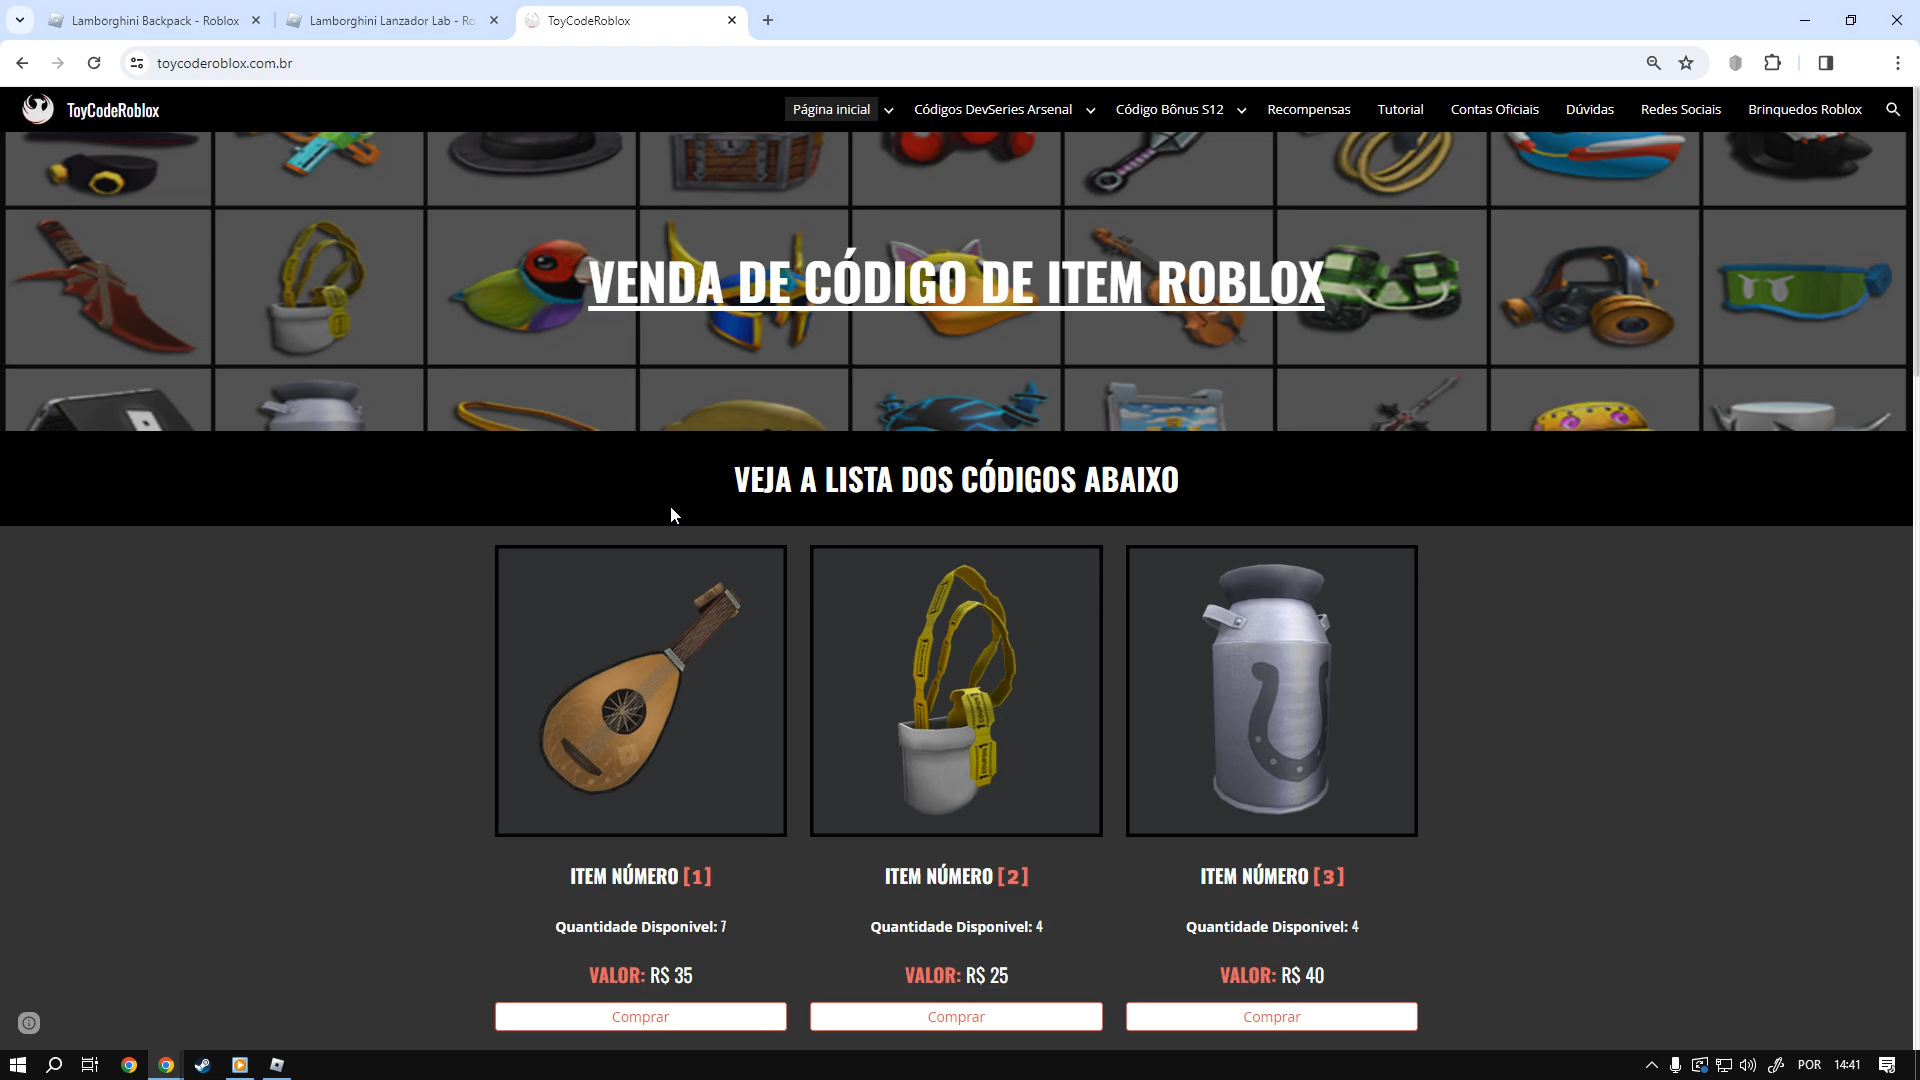 Lamborghini Backpack - Roblox
Lamborghini Lanzador Lab - Ro
ToyCodeRoblox
toycoderoblox.com.br
ToyCodeRoblox
Página inicial
Códigos DevSeries Arsenal
Código Bônus S12
Recompensas
Tutorial
Contas Oficiais
Dúvidas
Redes Sociais
Brinquedos Roblox
VENDA DE CÓDIGO DE ITEM ROBLOX
VEJA A LISTA DOS CÓDIGOS ABAIXO
ITEM NÚMERO [1]
Quantidade Disponivel: 7
VALOR: R$ 35
Comprar
ITEM NÚMERO [2]
Quantidade Disponivel: 4
VALOR: R$ 25
Comprar
ITEM NÚMERO [3]
Quantidade Disponivel: 4
VALOR: R$ 40
Comprar
POR
14:41